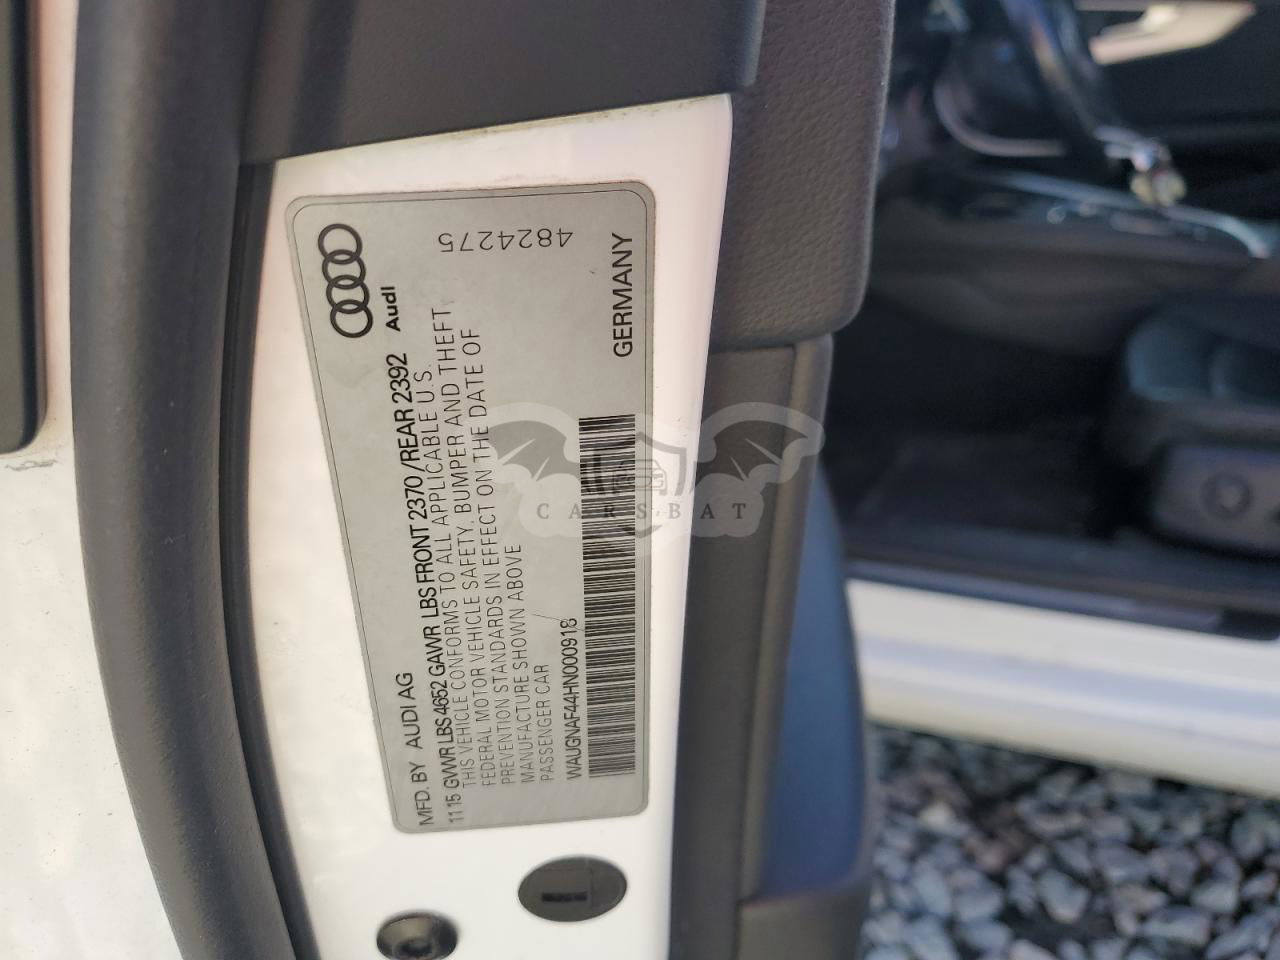 Audi
MFD. BY AUDI AG
11 15 GVWR LBS 4652 GAWR LBS FRONT 2370/REAR 2392
THIS VEHICLE CONFORMS TO ALL APPLICABLE U.S.
FEDERAL MOTOR VEHICLE SAFETY, BUMPER AND THEFT
PREVENTION STANDARDS IN EFFECT ON THE DATE OF
MANUFACTURE SHOWN ABOVE
PASSENGER CAR
WAUGNAF44HN000918
GERMANY
4824275
CARSBAT